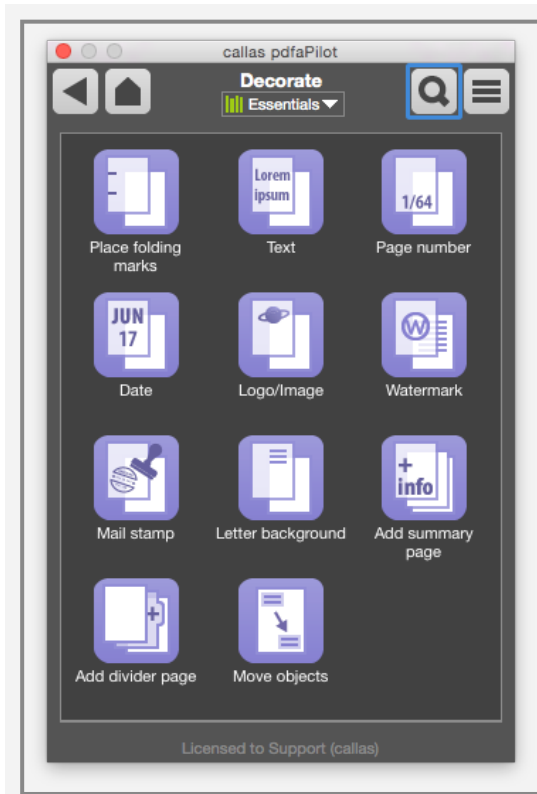 callas pdfaPilot
Decorate
Essentials
Lorem
ipsum
1/64
Place folding
marks
Text
Page number
JUN
17
W
Date
Logo/Image
Watermark
+
info
Mail stamp
Letter background
Add summary
page
+
Add divider page
Move objects
Licensed to Support (callas)